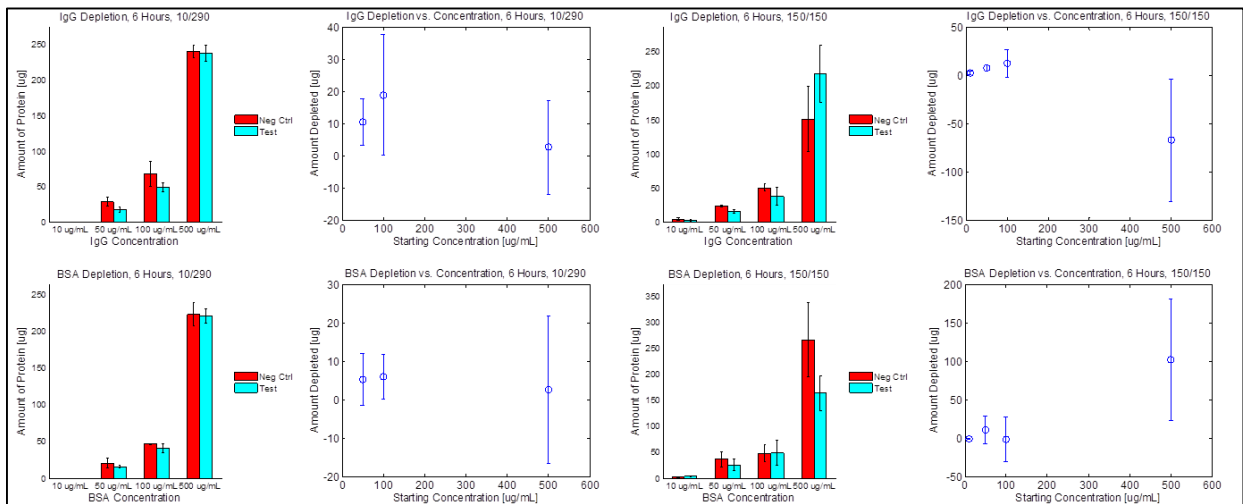 IgG Depletion, 6 Hours, 10/290
Amount of Protein [ug]
250
200
150
100
50
0
10 ug/mL 50 ug/mL 100 ug/mL 500 ug/mL
IgG Concentration
Neg Ctrl
Test
IgG Depletion vs. Concentration, 6 Hours, 10/290
Amount Depleted [ug]
40
30
20
10
0
-10
-20
0 100 200 300 400 500 600
Starting Concentration [ug/mL]
IgG Depletion, 6 Hours, 150/150
Amount of Protein [ug]
250
200
150
100
50
0
10 ug/mL 50 ug/mL 100 ug/mL 500 ug/mL
IgG Concentration
Neg Ctrl
Test
IgG Depletion vs. Concentration, 6 Hours, 150/150
Amount Depleted [ug]
50
0
-50
-100
-150
0 100 200 300 400 500 600
Starting Concentration [ug/mL]
BSA Depletion, 6 Hours, 10/290
Amount of Protein [ug]
250
200
150
100
50
0
10 ug/mL 50 ug/mL 100 ug/mL 500 ug/mL
BSA Concentration
Neg Ctrl
Test
BSA Depletion vs. Concentration, 6 Hours, 10/290
Amount Depleted [ug]
30
20
10
0
-10
-20
0 100 200 300 400 500 600
Starting Concentration [ug/mL]
BSA Depletion, 6 Hours, 150/150
Amount of Protein [ug]
350
300
250
200
150
100
50
0
10 ug/mL 50 ug/mL 100 ug/mL 500 ug/mL
BSA Concentration
Neg Ctrl
Test
BSA Depletion vs. Concentration, 6 Hours, 150/150
Amount Depleted [ug]
200
150
100
50
0
-50
0 100 200 300 400 500 600
Starting Concentration [ug/mL]